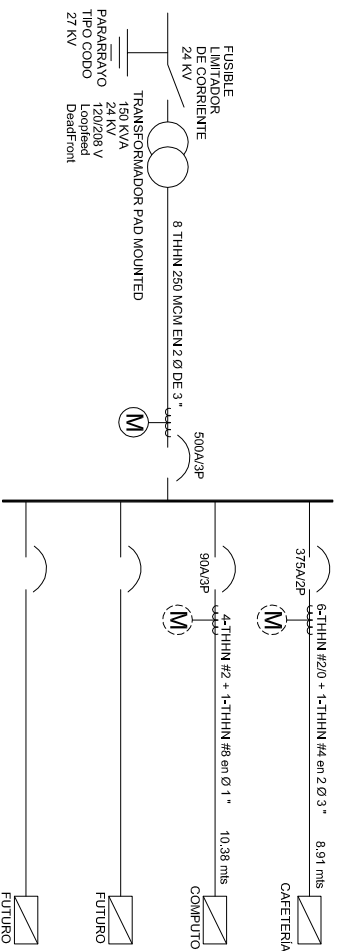 FUSIBLE
LIMITADOR
DE CORRIENTE
24 KV
PARARRAYO
TIPO CODO
27 KV
TRANSFORMADOR PAD MOUNTED
150 KVA
24 KV
120/208 V
Loopfeed
DeadFront
8 THHN 250 MCM EN 2 Ø DE 3 "
M
500A/3P
375A/2P
6-THHN #2/0 + 1-THHN #4 en 2 Ø 3 "
8.91 mts
M
CAFETERÍA
90A/3P
4-THHN #2 + 1-THHN #8 en Ø 1 "
10.38 mts
M
COMPUTO
FUTURO
FUTURO